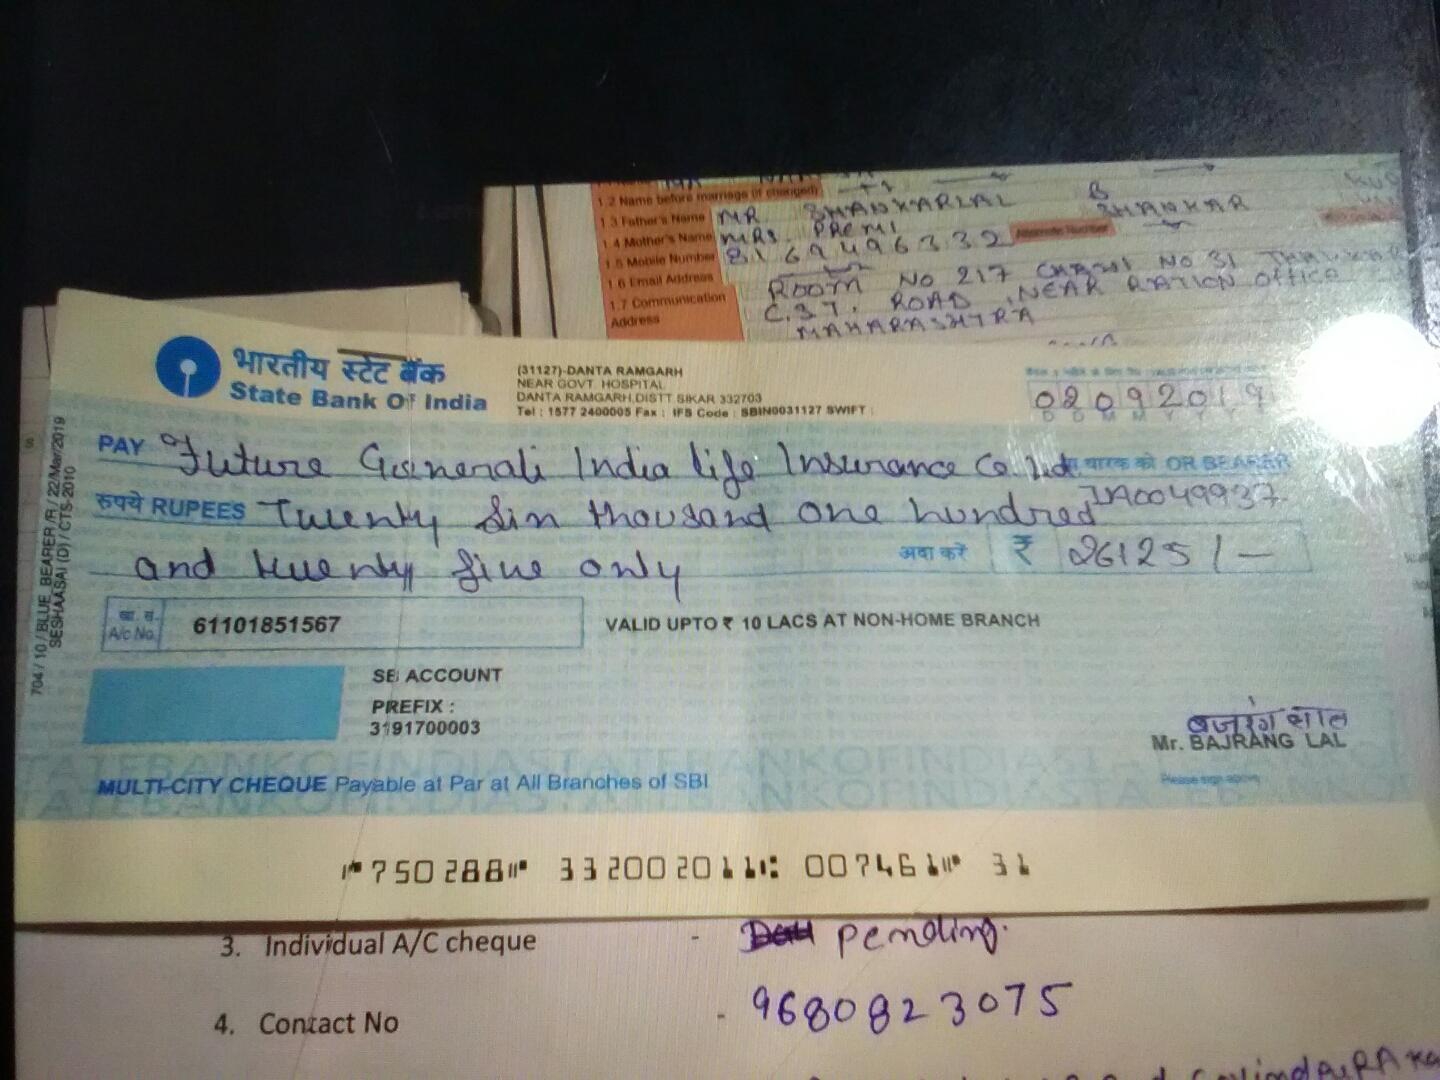 1.2 Name before marriage (if changed)
1.3 Father's Name MR SHANKARLAL B SHANKAR
1.4 Mother's Name MRS. PREMI
1.5 Mobile Number 8169496332 Alternate Number
1.6 Email Address
1.7 Communication Address ROOM NO 217 CHAWL NO 31
C.37. ROAD, NEAR RATION OFFICE
MAHARASHTRA
भारतीय स्टेट बैंक
State Bank Of India
(31127)-DANTA RAMGARH
NEAR GOVT. HOSPITAL
DANTA RAMGARH,DISTT SIKAR 332703
Tel : 1577 2400005 Fax : IFS Code : SBIN0031127 SWIFT :
02092019
D D M M Y Y Y Y
PAY Future Generali India life Insurance Co. ltd. या धारक को OR BEARER
IA0049937
रुपये RUPEES Twenty Six thousand one hundred
and twenty five only अदा करें ₹ 26125/-
खा. सं.
A/c No. 61101851567
VALID UPTO ₹ 10 LACS AT NON-HOME BRANCH
SB ACCOUNT
PREFIX :
3191700003
बजरंग लाल
Mr. BAJRANG LAL
Please sign above
MULTI-CITY CHEQUE Payable at Par at All Branches of SBI
704 / 10 / BLUE_BEARER /R/ 22/Mar/2019
SESHAASAI (D) / CTS-2010
⑈750288⑈ 332002011⑆ 007461⑈ 31
3. Individual A/C cheque - pending.
4. Contact No - 9680823075